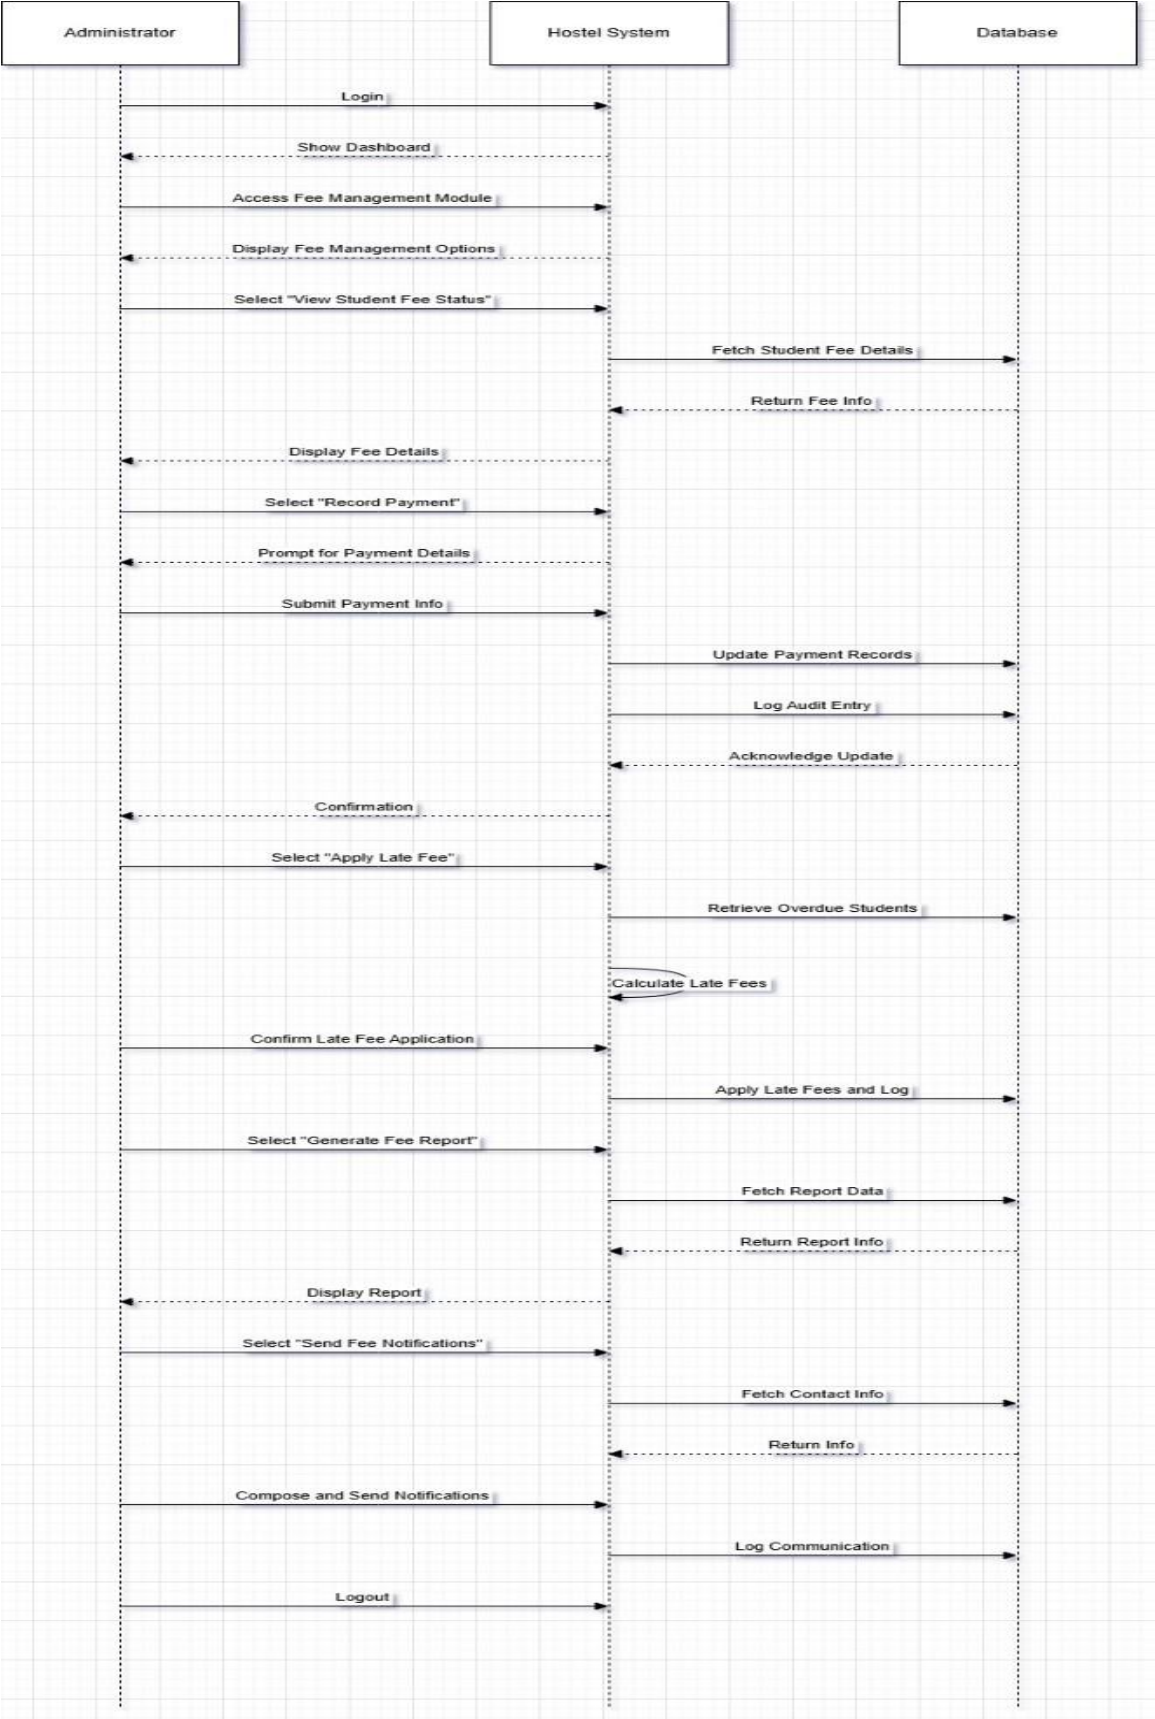 Administrator
Hostel System
Database
Login
Show Dashboard
Access Fee Management Module
Display Fee Management Options
Select "View Student Fee Status"
Fetch Student Fee Details
Return Fee Info
Display Fee Details
Select "Record Payment"
Prompt for Payment Details
Submit Payment Info
Update Payment Records
Log Audit Entry
Acknowledge Update
Confirmation
Select "Apply Late Fee"
Retrieve Overdue Students
Calculate Late Fees
Confirm Late Fee Application
Apply Late Fees and Log
Select "Generate Fee Report"
Fetch Report Data
Return Report Info
Display Report
Select "Send Fee Notifications"
Fetch Contact Info
Return Info
Compose and Send Notifications
Log Communication
Logout